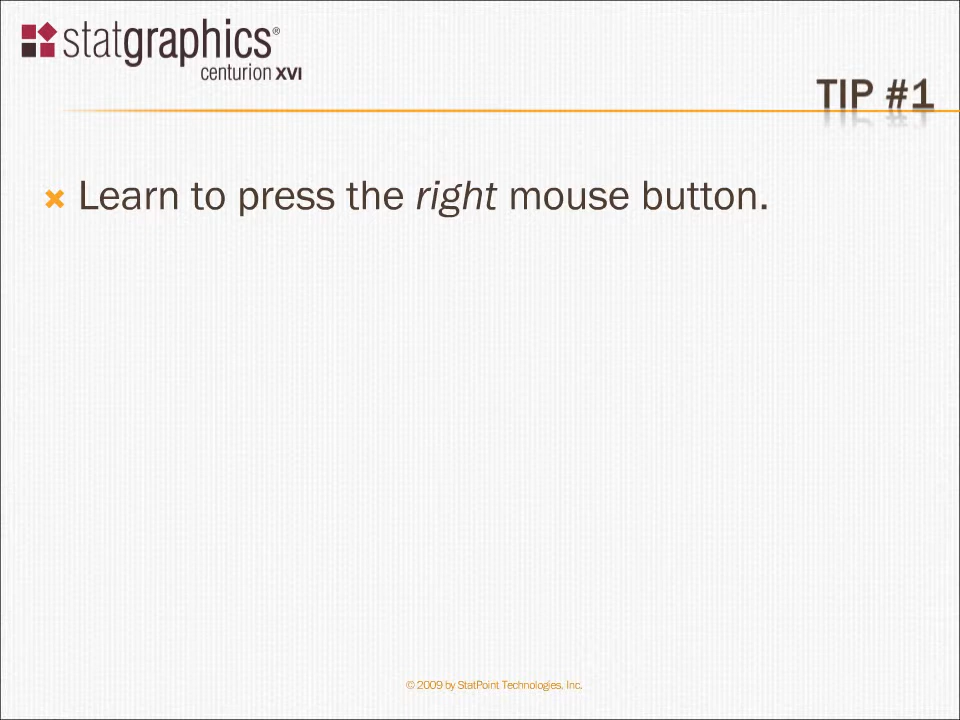 statgraphics®
centurion XVI
TIP #1
Learn to press the right mouse button.
© 2009 by StatPoint Technologies, Inc.